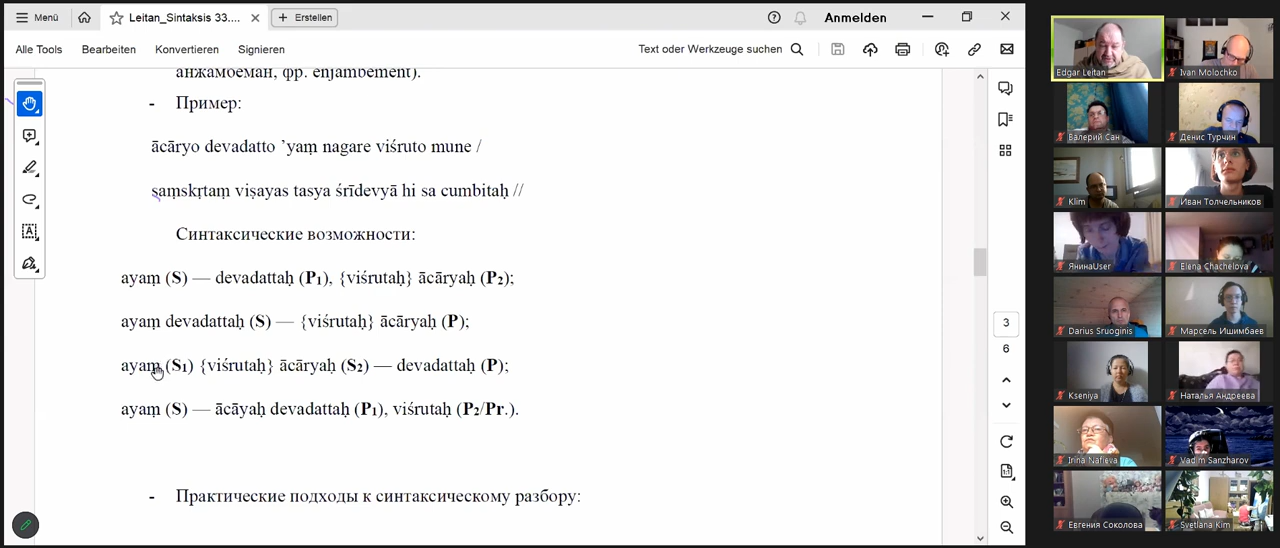 Menü
Leitan_Sintaksis 33....
Erstellen
Anmelden
Alle Tools
Bearbeiten
Konvertieren
Signieren
Text oder Werkzeuge suchen
анжамбеман, фр. enjambement).
- Пример:
ācāryo devadatto ’yaṃ nagare viśruto mune /
saṃskṛtaṃ viṣayas tasya śrīdevyā hi sa cumbitaḥ //
Синтаксические возможности:
ayaṃ (S) — devadattaḥ (P₁), {viśrutaḥ} ācāryaḥ (P₂);
ayaṃ devadattaḥ (S) — {viśrutaḥ} ācāryaḥ (P);
ayaṃ (S₁) {viśrutaḥ} ācāryaḥ (S₂) — devadattaḥ (P);
ayaṃ (S) — ācāyaḥ devadattaḥ (P₁), viśrutaḥ (P₂/Pr.).
- Практические подходы к синтаксическому разбору:
3
6
1:1
Edgar Leitan
Ivan Molochko
Валерий Сан
Денис Турчин
Klim
Иван Толчельников
ЯнинаUser
Elena Chachelova
Darius Sruoginis
Марсель Ишимбаев
Kseniya
Наталья Андреева
Irina Nafieva
Vadim Sanzharov
Евгения Соколова
Svetlana Kim